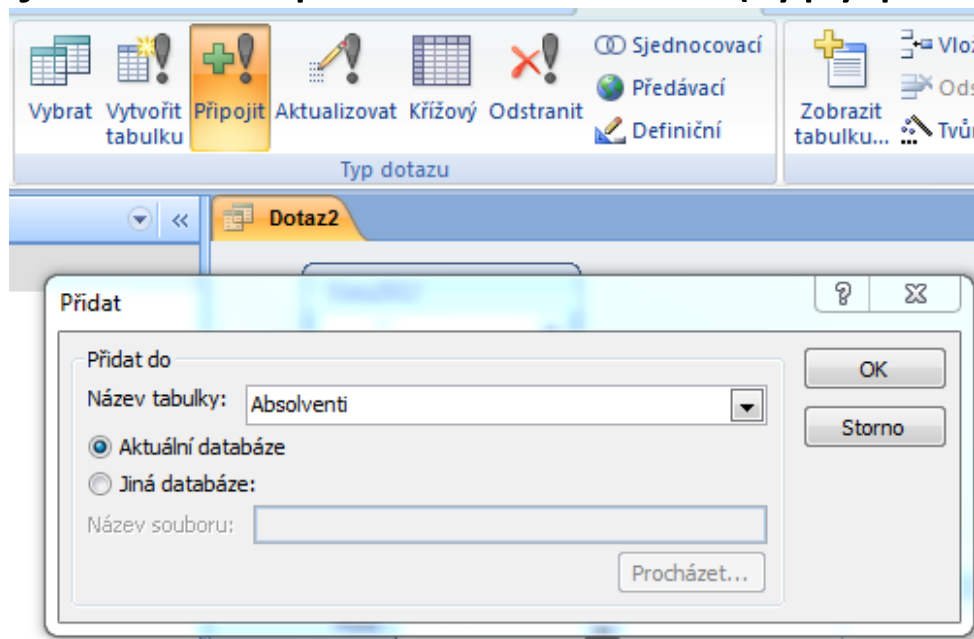 Vybrat Vytvořit tabulku Připojit Aktualizovat Křížový Odstranit
Sjednocovací
Předávací
Definiční
Zobrazit tabulku...
Typ dotazu
Dotaz2
Přidat
Přidat do
Název tabulky: Absolventi
OK
Aktuální databáze
Storno
Jiná databáze:
Název souboru:
Procházet...